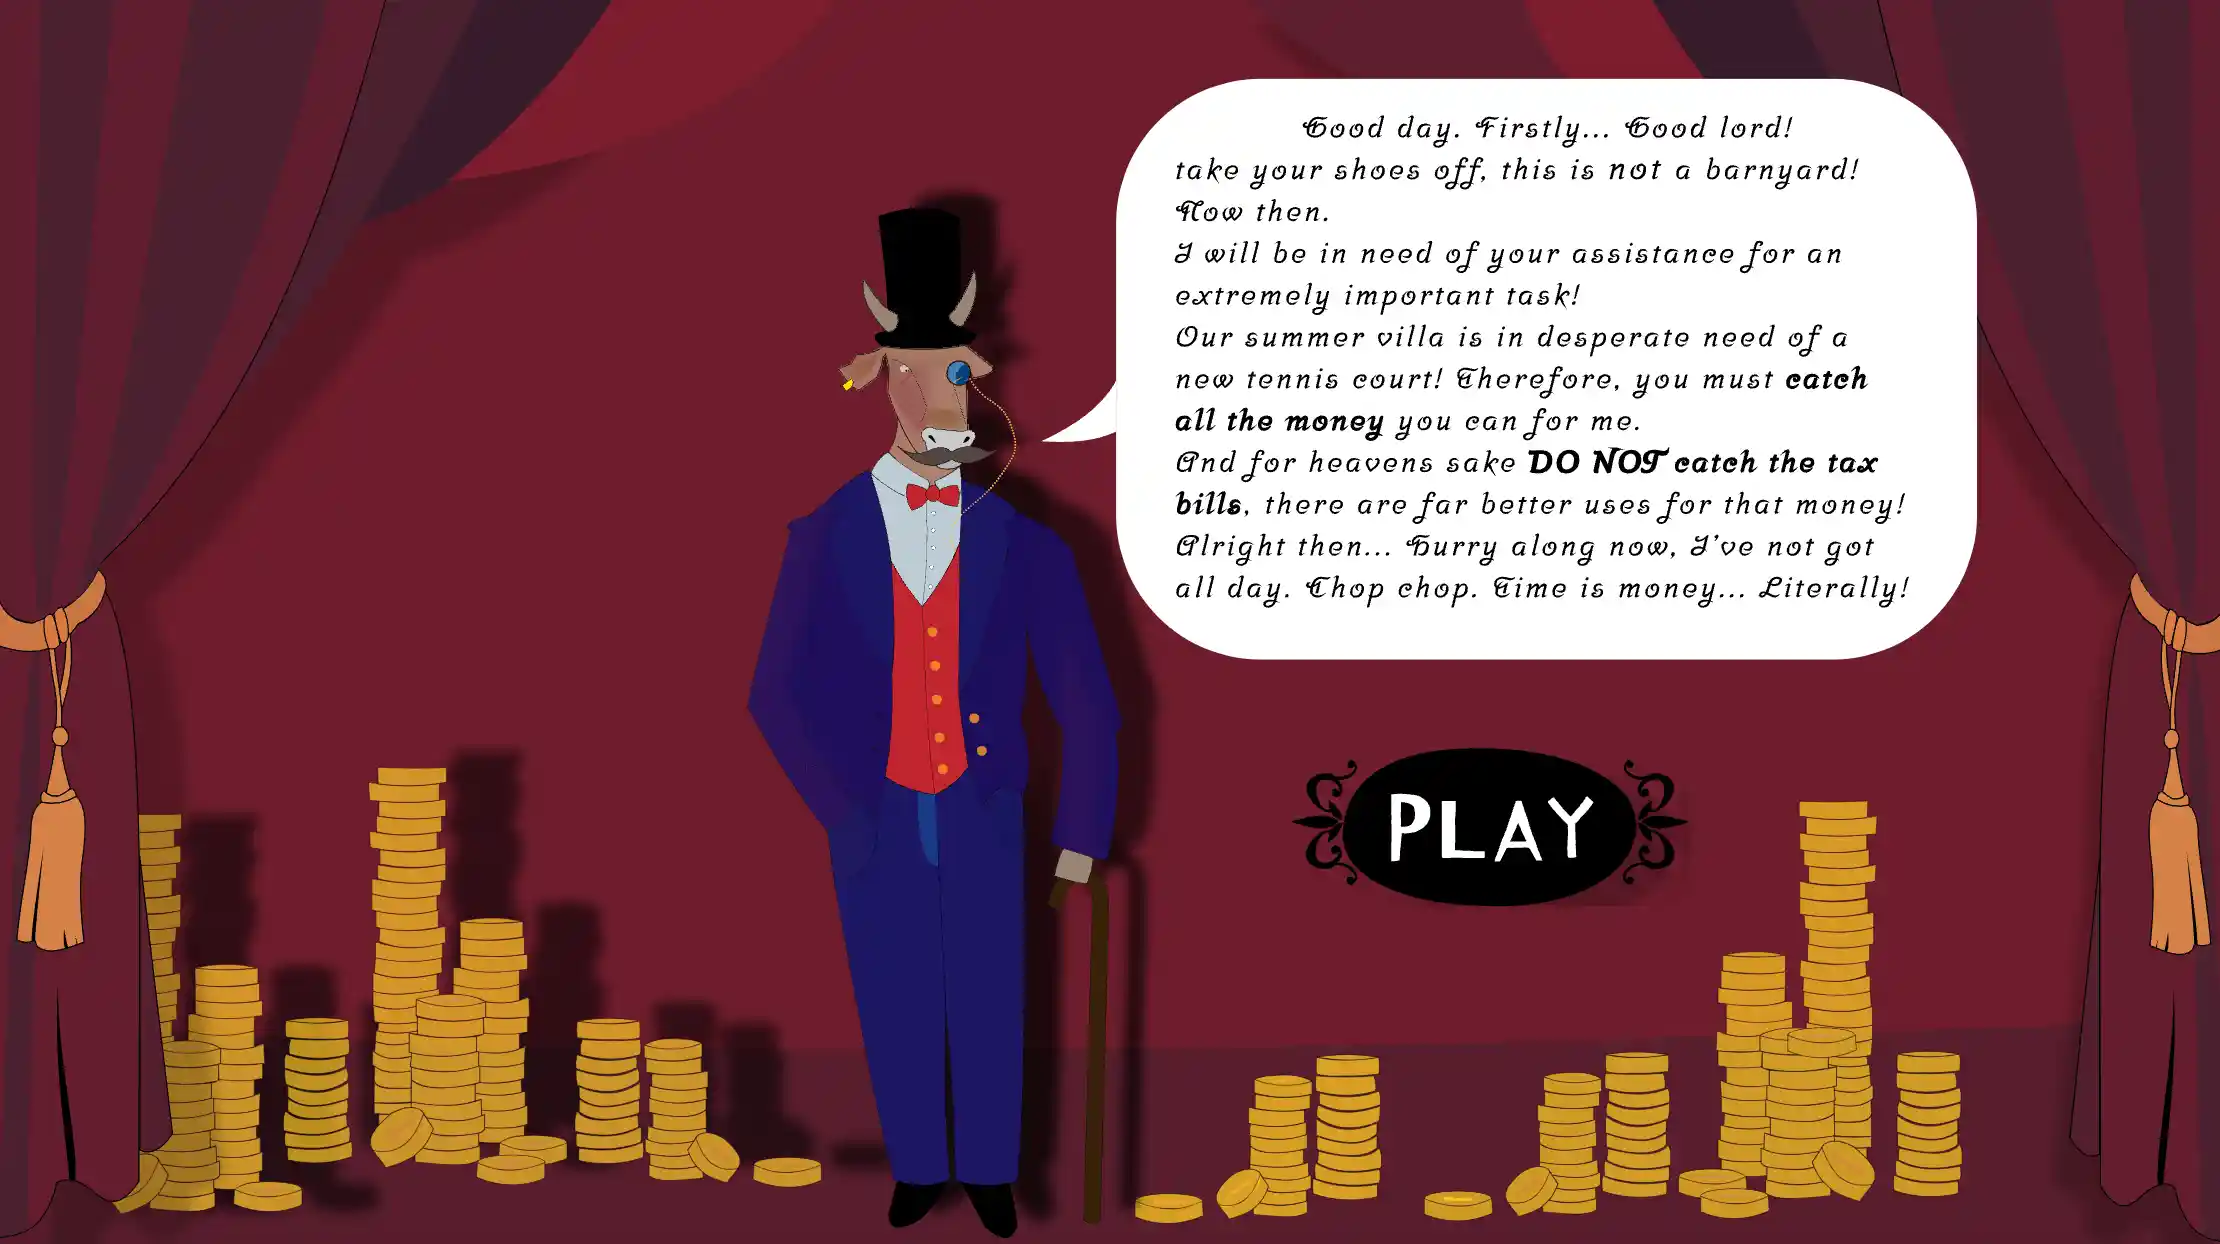 Good day. Firstly... Good lord!
take your shoes off, this is not a barnyard!
Now then.
I will be in need of your assistance for an
extremely important task!
Our summer villa is in desperate need of a
new tennis court! Therefore, you must catch
all the money you can for me.
And for heavens sake DO NOT catch the tax
bills, there are far better uses for that money!
Alright then... Hurry along now, I've not got
all day. Chop chop. Time is money... Literally!
PLAY